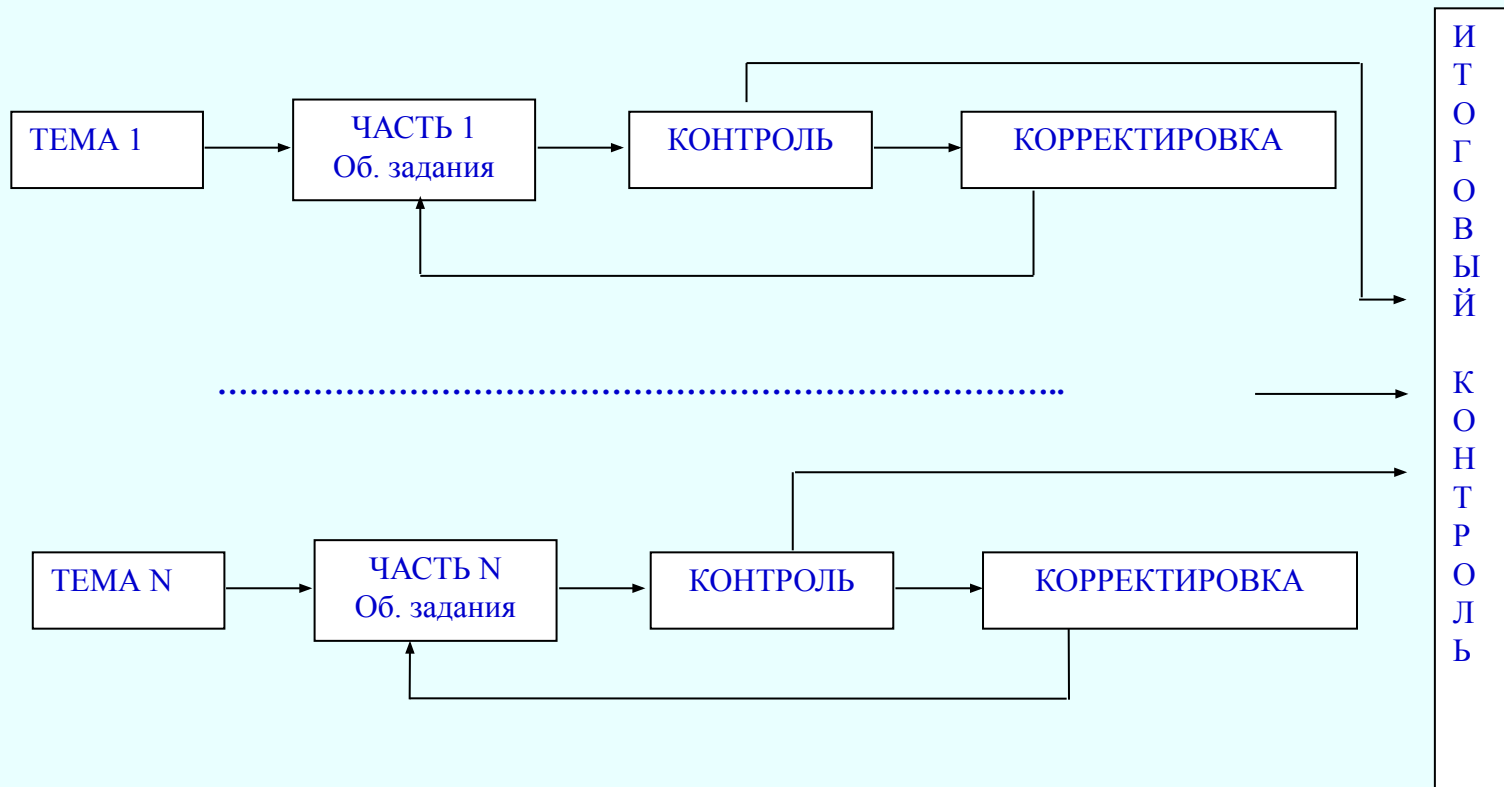 ТЕМА 1
ЧАСТЬ 1
Об. задания
КОНТРОЛЬ
КОРРЕКТИРОВКА
ТЕМА N
ЧАСТЬ N
Об. задания
КОНТРОЛЬ
КОРРЕКТИРОВКА
И
Т
О
Г
О
В
Ы
Й
К
О
Н
Т
Р
О
Л
Ь